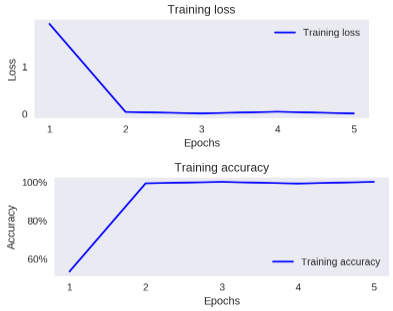 Training loss
Training loss
Loss
1
0
1 2 3 4 5
Epochs
Training accuracy
100%
80%
60%
Accuracy
Training accuracy
1 2 3 4 5
Epochs